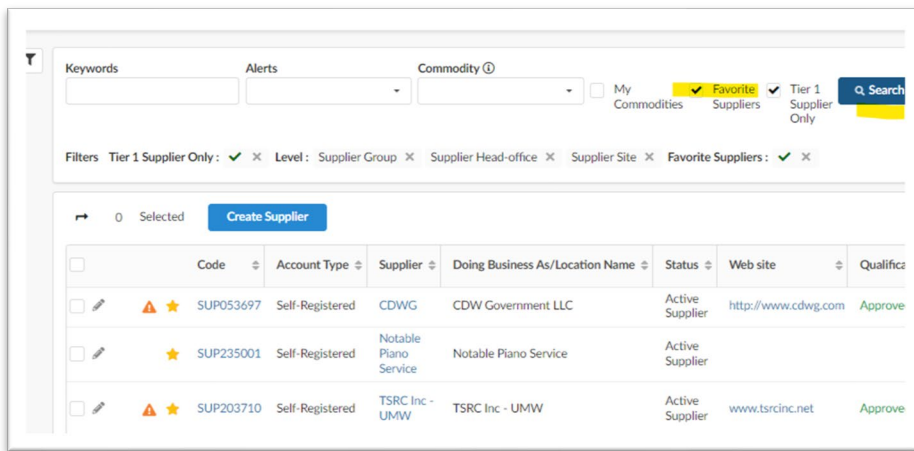 Keywords Alerts Commodity
My Commodities
Favorite Suppliers
Tier 1 Supplier Only
Search
Filters Tier 1 Supplier Only : Level : Supplier Group Supplier Head-office Supplier Site Favorite Suppliers :
0 Selected Create Supplier
Code Account Type Supplier Doing Business As/Location Name Status Web site Qualifica
SUP053697 Self-Registered CDWG CDW Government LLC Active Supplier http://www.cdwg.com Approve
SUP235001 Self-Registered Notable Piano Service Notable Piano Service Active Supplier
SUP203710 Self-Registered TSRC Inc - UMW TSRC Inc - UMW Active Supplier www.tsrcinc.net Approve